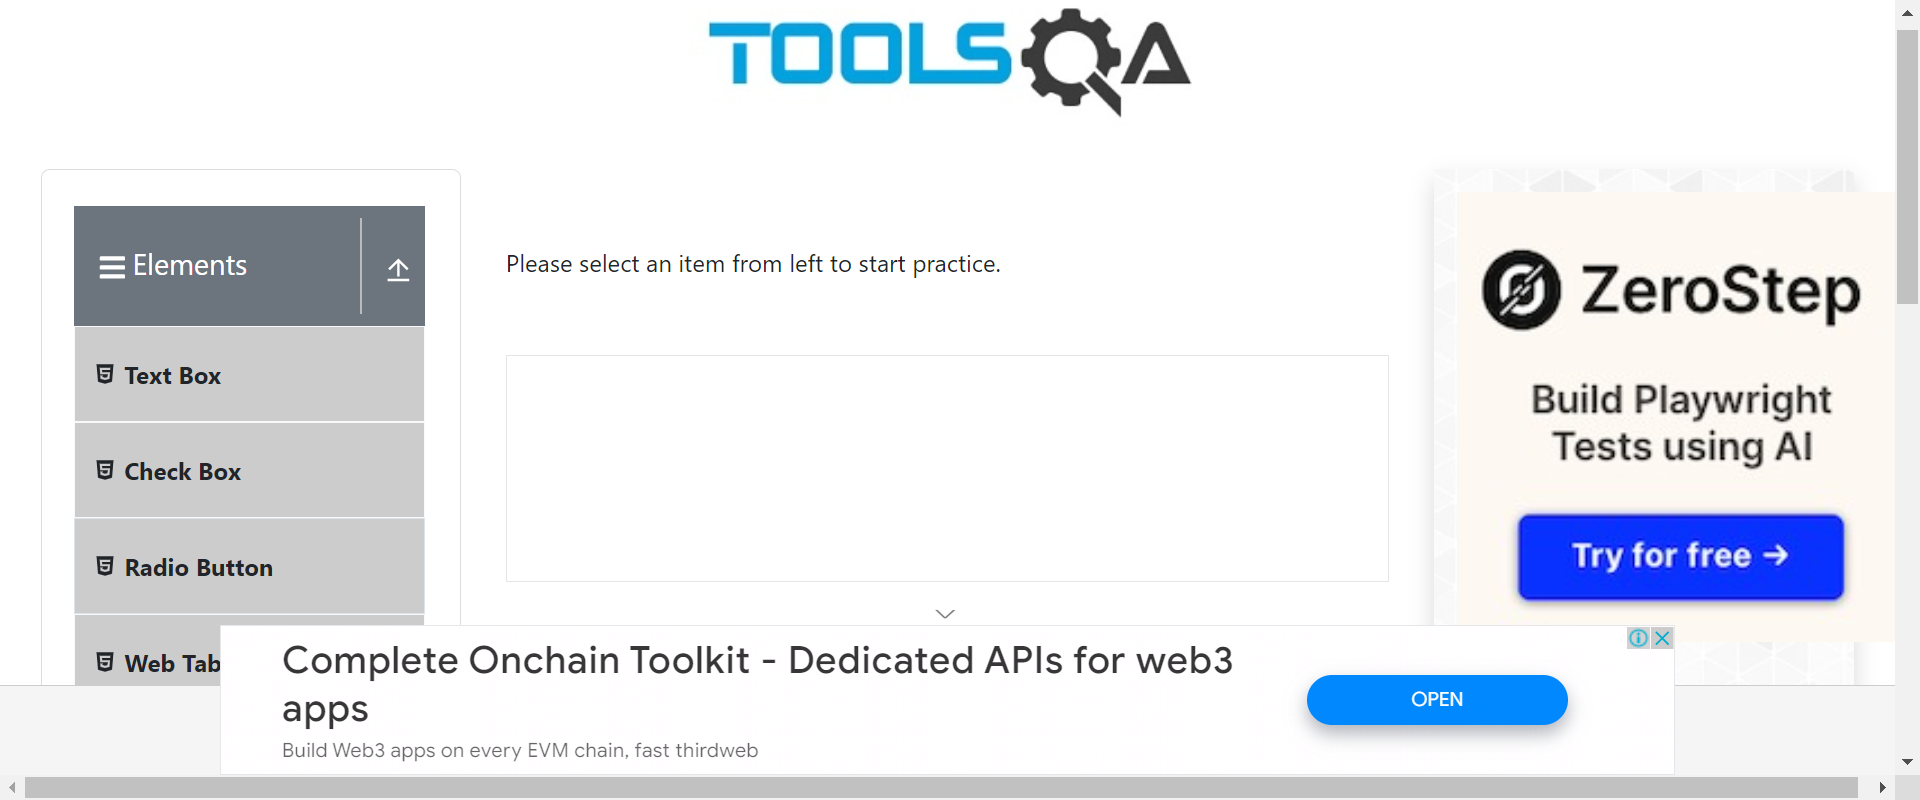 TOOLSQA
Elements
Text Box
Check Box
Radio Button
Web Tab
Please select an item from left to start practice.
ZeroStep
Build Playwright
Tests using AI
Try for free →
Complete Onchain Toolkit - Dedicated APIs for web3
apps
Build Web3 apps on every EVM chain, fast thirdweb
OPEN